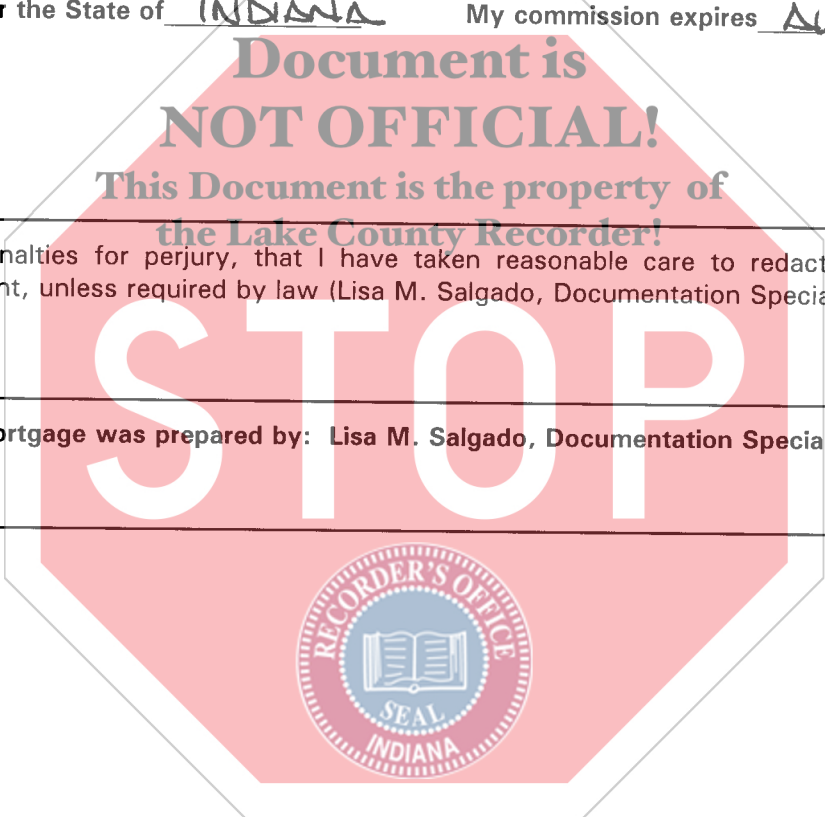 r the State of INDIANA My commission expires AU
Document is
NOT OFFICIAL!
This Document is the property of
the Lake County Recorder!
nalties for perjury, that I have taken reasonable care to redact
nt, unless required by law (Lisa M. Salgado, Documentation Specia
STOP
ortgage was prepared by: Lisa M. Salgado, Documentation Specia
RECORDER'S OFFICE
SEAL
INDIANA